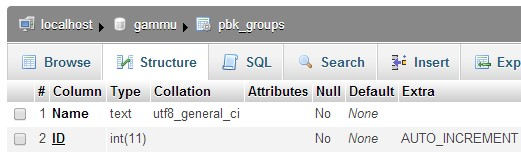 localhost gammu pbk_groups
Browse Structure SQL Search Insert Exp
# Column Type Collation Attributes Null Default Extra
1 Name text utf8_general_ci No None
2 ID int(11) No None AUTO_INCREMENT